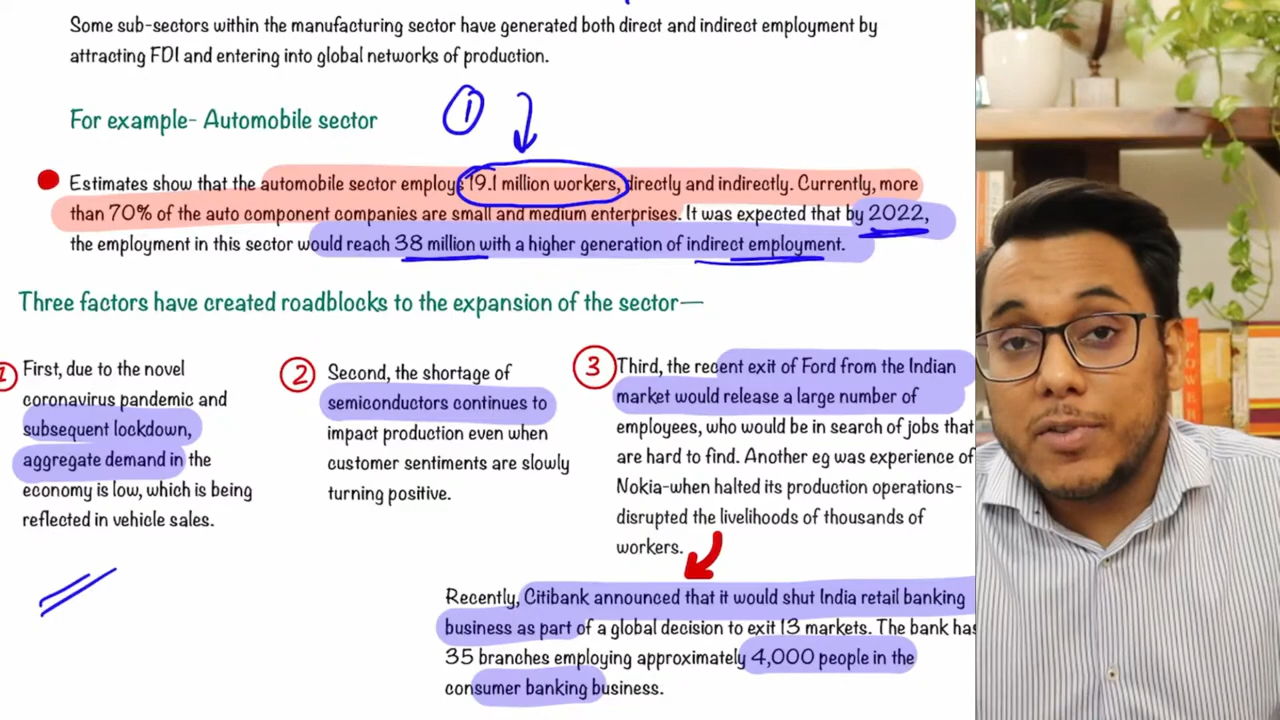 Some sub-sectors within the manufacturing sector have generated both direct and indirect employment by
attracting FDI and entering into global networks of production.
For example- Automobile sector
1
Estimates show that the automobile sector employs 19.1 million workers, directly and indirectly. Currently, more
than 70% of the auto component companies are small and medium enterprises. It was expected that by 2022,
the employment in this sector would reach 38 million with a higher generation of indirect employment.
Three factors have created roadblocks to the expansion of the sector—
1
First, due to the novel
coronavirus pandemic and
subsequent lockdown,
aggregate demand in the
economy is low, which is being
reflected in vehicle sales.
2
Second, the shortage of
semiconductors continues to
impact production even when
customer sentiments are slowly
turning positive.
3
Third, the recent exit of Ford from the Indian
market would release a large number of
employees, who would be in search of jobs that
are hard to find. Another eg was experience of
Nokia-when halted its production operations-
disrupted the livelihoods of thousands of
workers.
Recently, Citibank announced that it would shut India retail banking
business as part of a global decision to exit 13 markets. The bank has
35 branches employing approximately 4,000 people in the
consumer banking business.
POWER